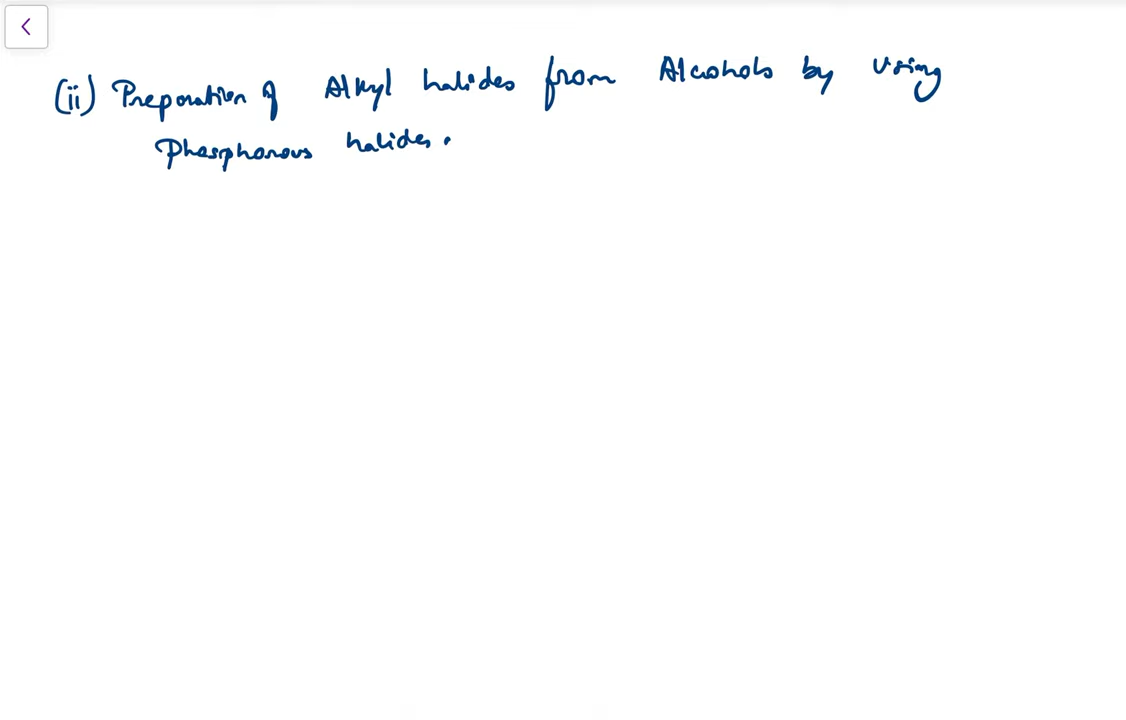 (ii) Preparation of Alkyl halides from Alcohols by using
Phosphorous halides.